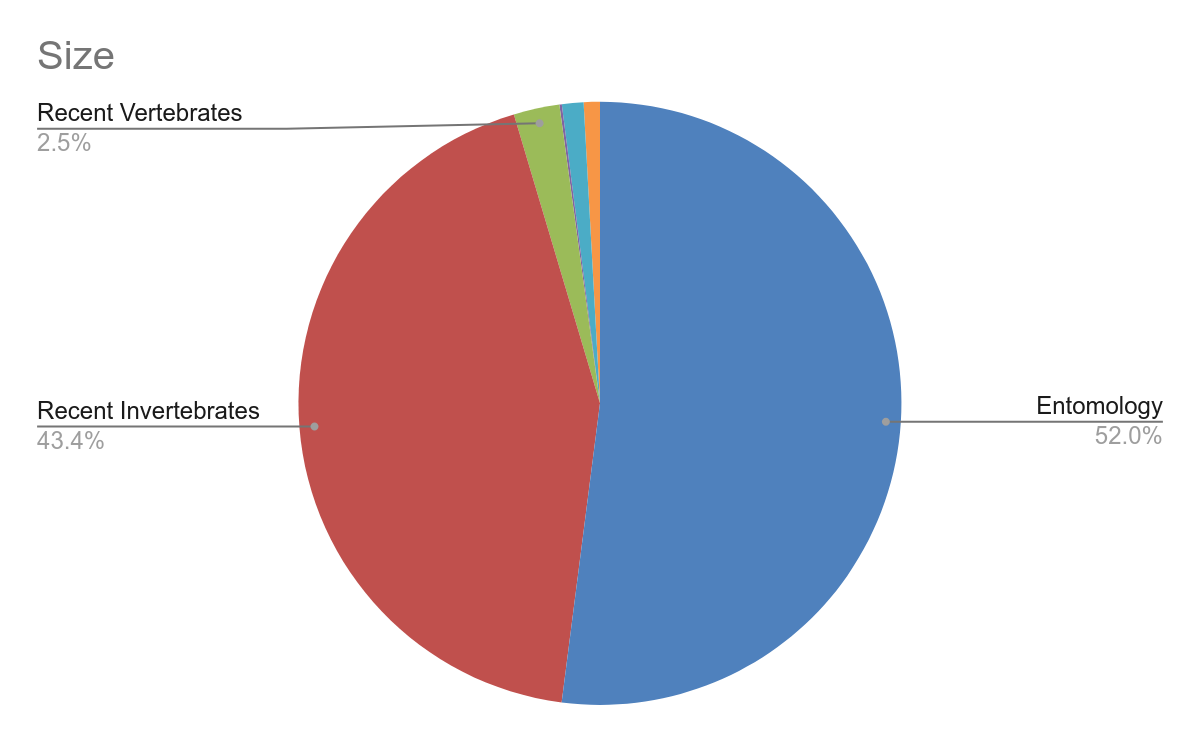 Size
Recent Vertebrates
2.5%
Recent Invertebrates
43.4%
Entomology
52.0%